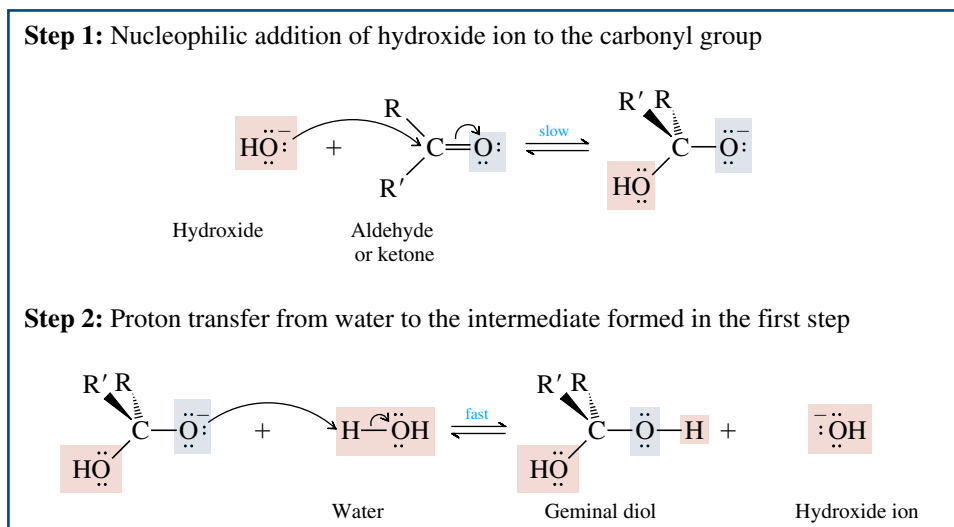 Step 1: Nucleophilic addition of hydroxide ion to the carbonyl group
R R′ R
HO:⁻ + C=O: slow C—O:⁻
R′ HO
Hydroxide Aldehyde
or ketone
Step 2: Proton transfer from water to the intermediate formed in the first step
R′ R R′ R
C—O:⁻ + H—OH fast C—O—H + ⁻:OH
HO HO
Water Geminal diol Hydroxide ion